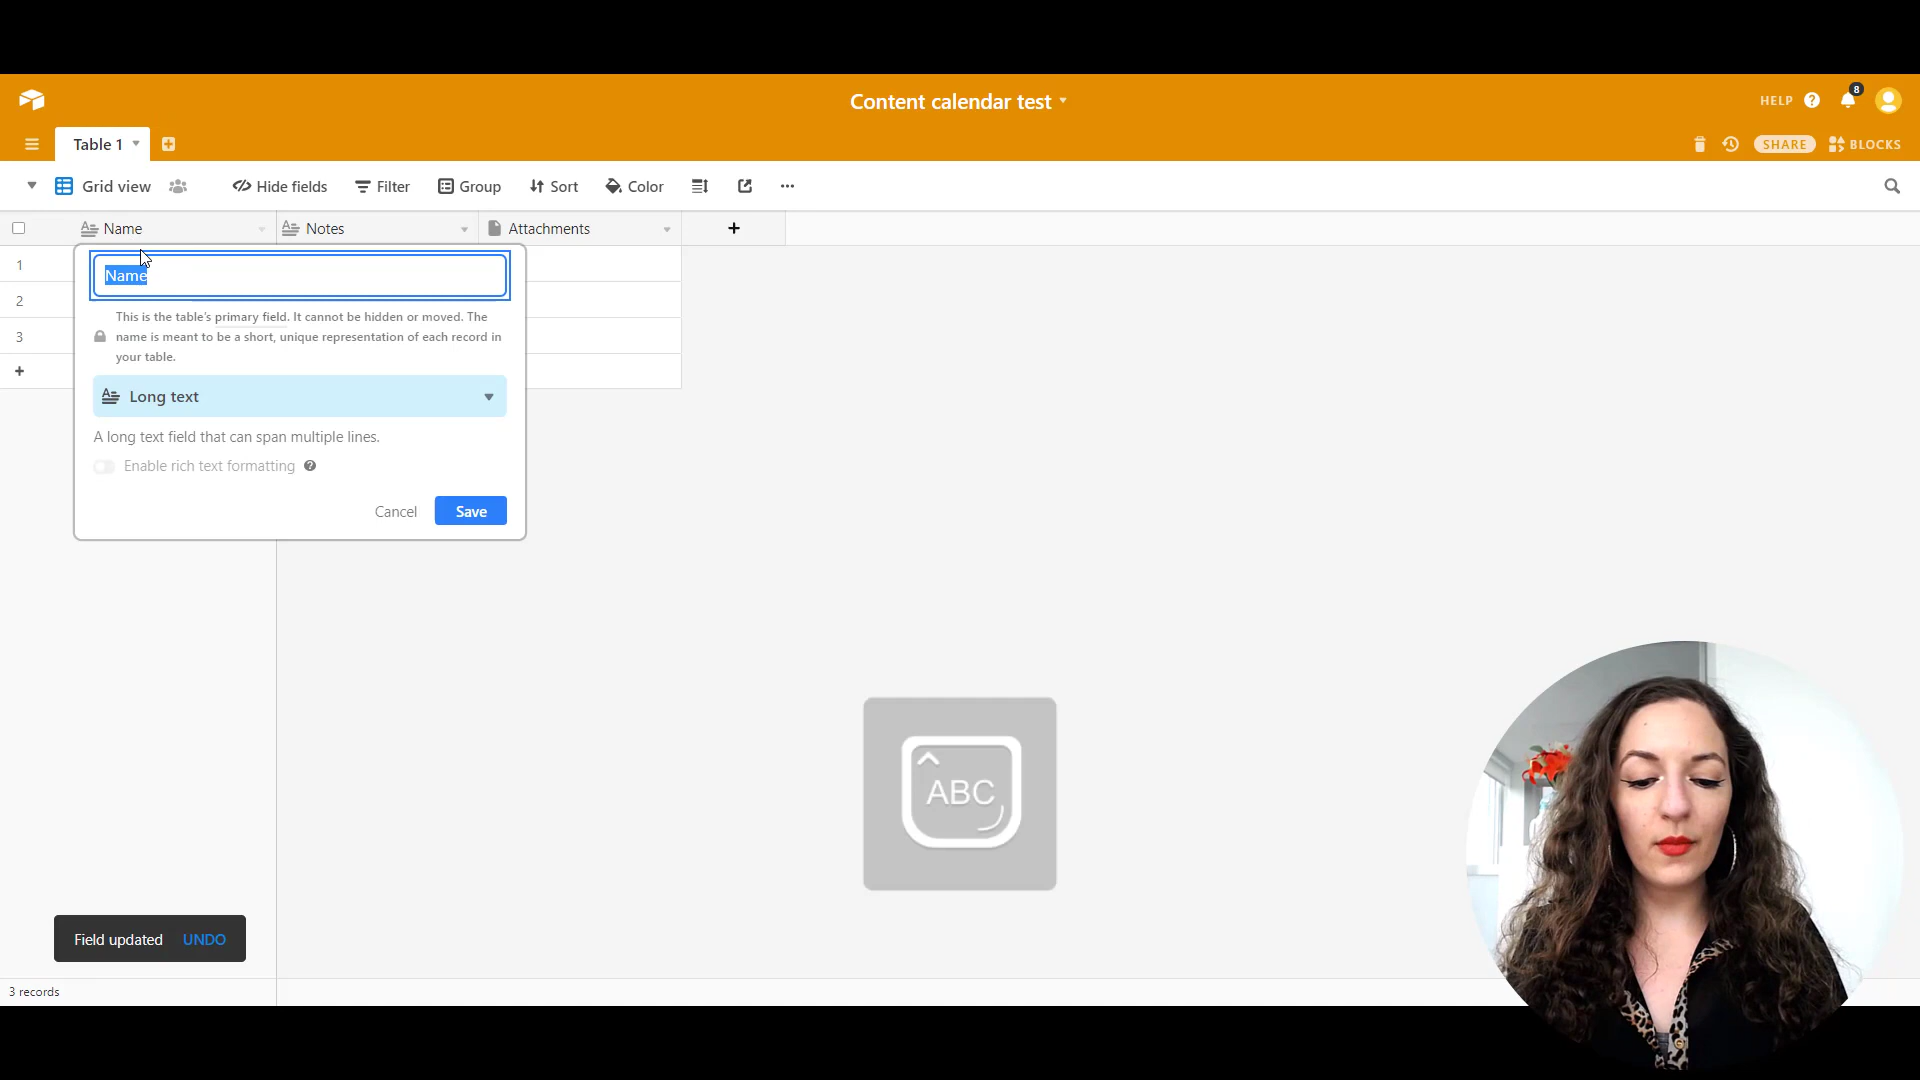 Content calendar test
HELP
8
Table 1
SHARE
BLOCKS
Grid view
Hide fields
Filter
Group
Sort
Color
Name
Notes
Attachments
1
2
3
Name
This is the table's primary field. It cannot be hidden or moved. The
name is meant to be a short, unique representation of each record in
your table.
Long text
A long text field that can span multiple lines.
Enable rich text formatting
Cancel
Save
ABC
Field updated
UNDO
3 records